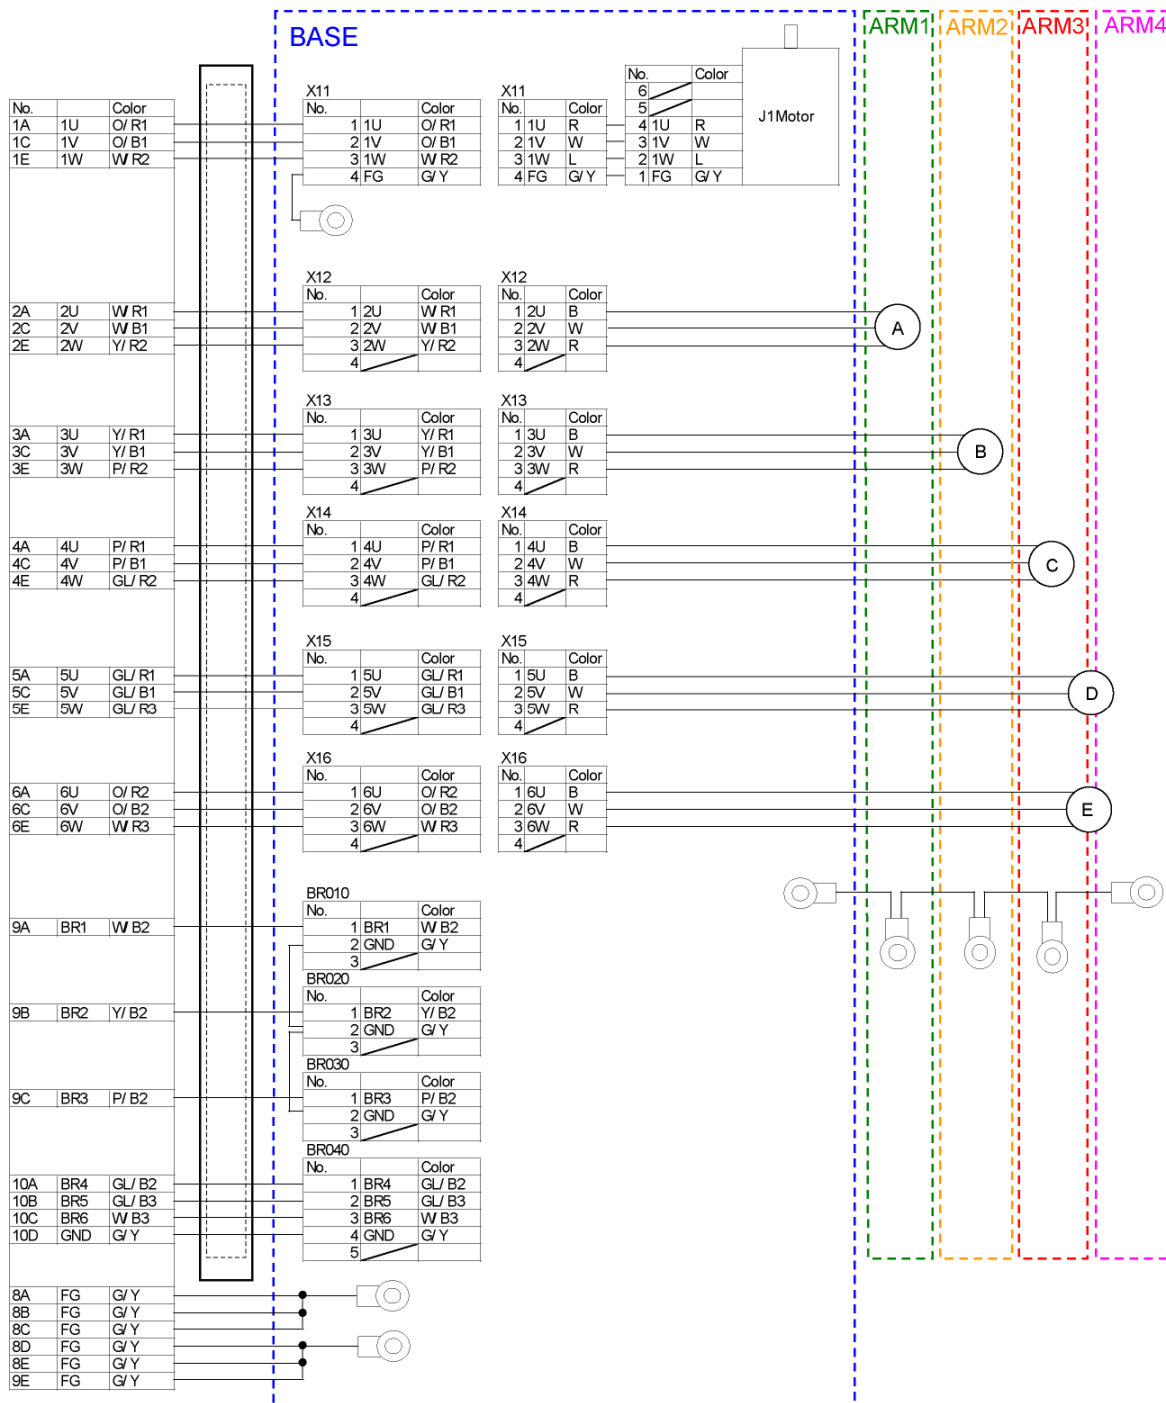 BASE
ARM1 ARM2 ARM3 ARM4
No. Color
1A 1U O/R1
1C 1V O/B1
1E 1W W/R2
X11
No. Color
1 1U O/R1
2 1V O/B1
3 1W W/R2
4 FG G/Y
X11
No. Color
1 1U R
2 1V W
3 1W L
4 FG G/Y
No. Color
6
5
4 1U R
3 1V W
2 1W L
1 FG G/Y
J1Motor
2A 2U W/R1
2C 2V W/B1
2E 2W Y/R2
X12
No. Color
1 2U W/R1
2 2V W/B1
3 2W Y/R2
4
X12
No. Color
1 2U B
2 2V W
3 2W R
4
A
3A 3U Y/R1
3C 3V Y/B1
3E 3W P/R2
X13
No. Color
1 3U Y/R1
2 3V Y/B1
3 3W P/R2
4
X13
No. Color
1 3U B
2 3V W
3 3W R
4
B
4A 4U P/R1
4C 4V P/B1
4E 4W GL/R2
X14
No. Color
1 4U P/R1
2 4V P/B1
3 4W GL/R2
4
X14
No. Color
1 4U B
2 4V W
3 4W R
4
C
5A 5U GL/R1
5C 5V GL/B1
5E 5W GL/R3
X15
No. Color
1 5U GL/R1
2 5V GL/B1
3 5W GL/R3
4
X15
No. Color
1 5U B
2 5V W
3 5W R
4
D
6A 6U O/R2
6C 6V O/B2
6E 6W W/R3
X16
No. Color
1 6U O/R2
2 6V O/B2
3 6W W/R3
4
X16
No. Color
1 6U B
2 6V W
3 6W R
4
E
9A BR1 W/B2
BR010
No. Color
1 BR1 W/B2
2 GND G/Y
3
9B BR2 Y/B2
BR020
No. Color
1 BR2 Y/B2
2 GND G/Y
3
9C BR3 P/B2
BR030
No. Color
1 BR3 P/B2
2 GND G/Y
3
10A BR4 GL/B2
10B BR5 GL/B3
10C BR6 W/B3
10D GND G/Y
BR040
No. Color
1 BR4 GL/B2
2 BR5 GL/B3
3 BR6 W/B3
4 GND G/Y
5
8A FG G/Y
8B FG G/Y
8C FG G/Y
8D FG G/Y
8E FG G/Y
9E FG G/Y